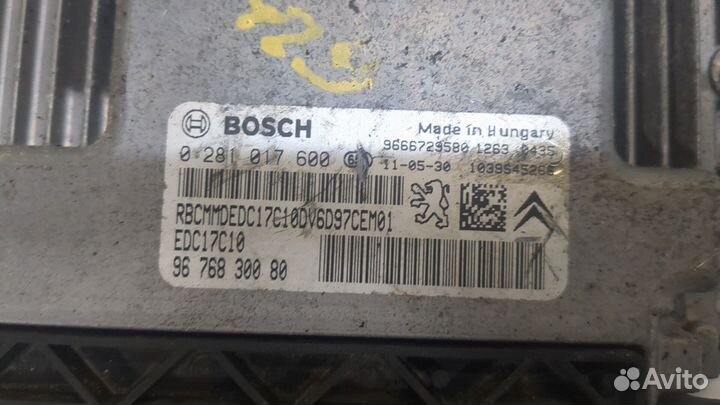 BOSCH
Made in Hungary
9666729580 1263 0435
0 281 017 600
11-05-30
RBCMMDEDC17C10DV6D97CEM01
EDC17C10
96 768 300 80
Avito